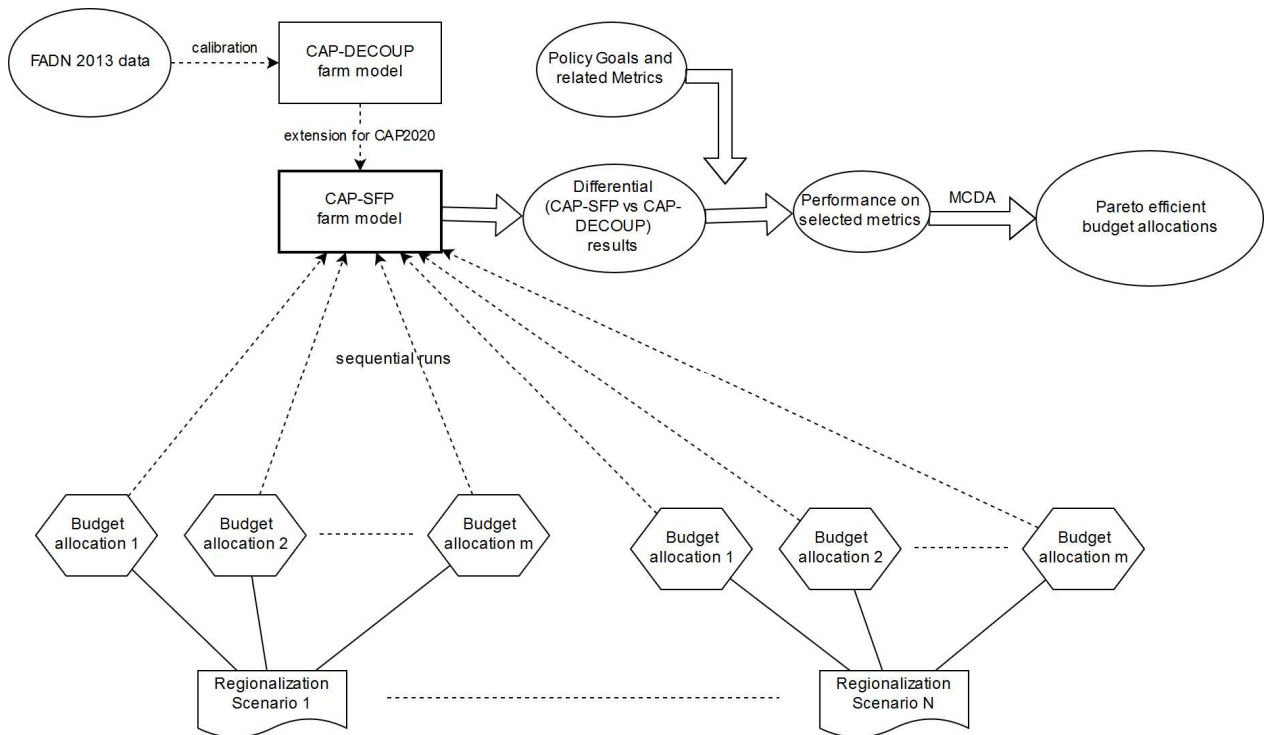 FADN 2013 data
calibration
CAP-DECOUP
farm model
Policy Goals and
related Metrics
extension for CAP2020
CAP-SFP
farm model
Differential
(CAP-SFP vs CAP-
DECOUP)
results
Performance on
selected metrics
MCDA
Pareto efficient
budget allocations
sequential runs
Budget
allocation 1
Budget
allocation 2
Budget
allocation m
Budget
allocation 1
Budget
allocation 2
Budget
allocation m
Regionalization
Scenario 1
Regionalization
Scenario N